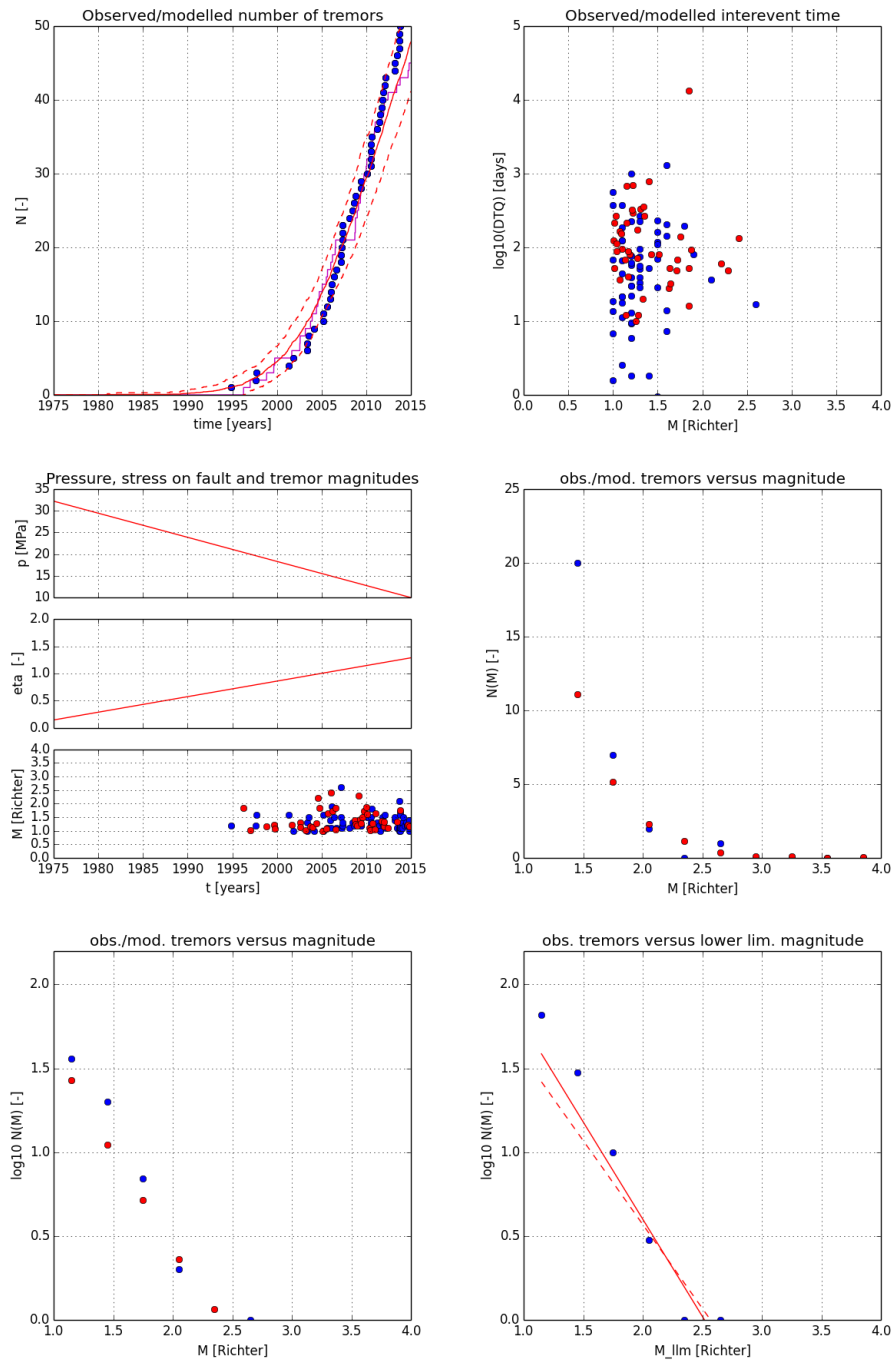 Observed/modelled number of tremors
50
40
30
20
10
0
N [-]
1975 1980 1985 1990 1995 2000 2005 2010 2015
time [years]
Observed/modelled interevent time
5
4
3
2
1
0
log10(DTQ) [days]
0.0 0.5 1.0 1.5 2.0 2.5 3.0 3.5 4.0
M [Richter]
Pressure, stress on fault and tremor magnitudes
35
30
25
20
15
10
p [MPa]
2.0
1.5
1.0
0.5
0.0
eta [-]
4.0
3.5
3.0
2.5
2.0
1.5
1.0
0.5
0.0
M [Richter]
1975 1980 1985 1990 1995 2000 2005 2010 2015
t [years]
obs./mod. tremors versus magnitude
25
20
15
10
5
0
N(M) [-]
1.0 1.5 2.0 2.5 3.0 3.5 4.0
M [Richter]
obs./mod. tremors versus magnitude
2.0
1.5
1.0
0.5
0.0
log10 N(M) [-]
1.0 1.5 2.0 2.5 3.0 3.5 4.0
M [Richter]
obs. tremors versus lower lim. magnitude
2.0
1.5
1.0
0.5
0.0
log10 N(M) [-]
1.0 1.5 2.0 2.5 3.0 3.5 4.0
M_llm [Richter]